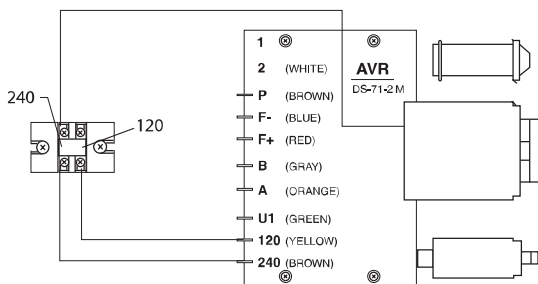 1
2 (WHITE)
AVR
DS-71-2 M
P (BROWN)
F- (BLUE)
F+ (RED)
B (GRAY)
A (ORANGE)
U1 (GREEN)
120 (YELLOW)
240 (BROWN)
240
120